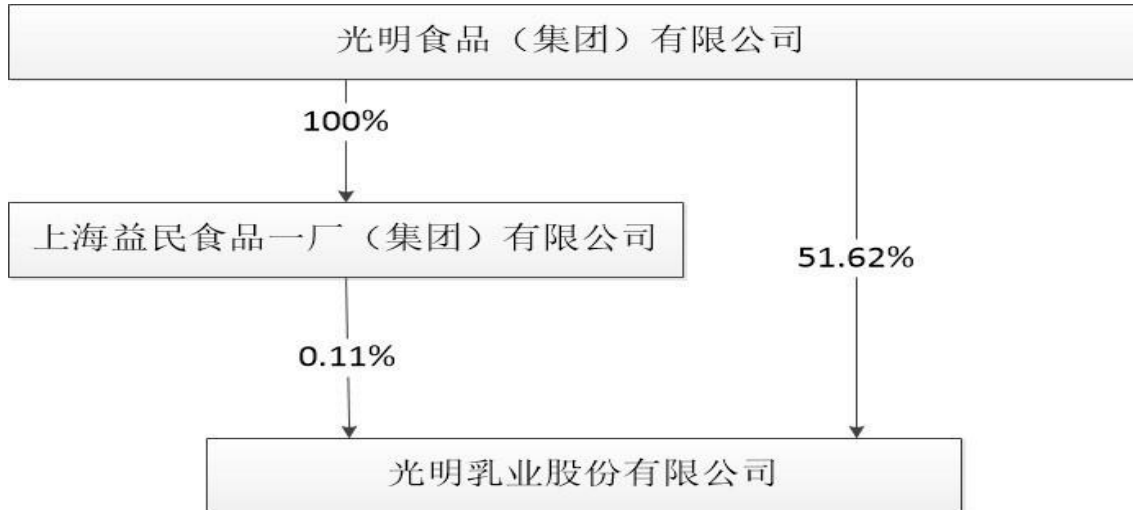 光明食品（集团）有限公司
100%
上海益民食品一厂（集团）有限公司
51.62%
0.11%
光明乳业股份有限公司